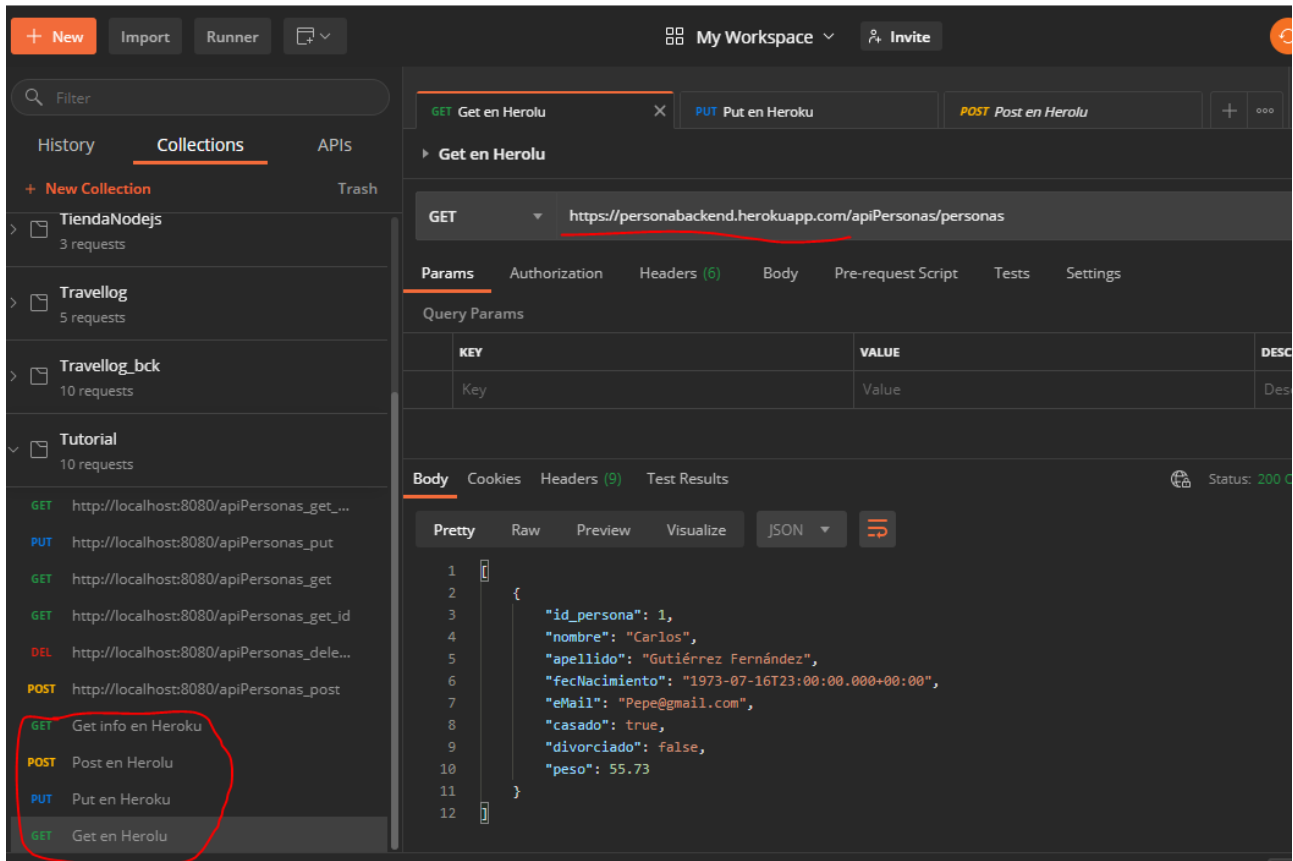 + New Import Runner My Workspace Invite
Filter
GET Get en Herolu PUT Put en Heroku POST Post en Herolu
History Collections APIs
Get en Herolu
+ New Collection Trash
GET https://personabackend.herokuapp.com/apiPersonas/personas
TiendaNodejs
3 requests
Params Authorization Headers (6) Body Pre-request Script Tests Settings
Travellog
5 requests
Query Params
KEY VALUE DESC
Travellog_bck
10 requests
Key Value Des
Tutorial
10 requests
Body Cookies Headers (9) Test Results Status: 200 O
GET http://localhost:8080/apiPersonas_get_...
PUT http://localhost:8080/apiPersonas_put
GET http://localhost:8080/apiPersonas_get
GET http://localhost:8080/apiPersonas_get_id
DEL http://localhost:8080/apiPersonas_dele...
POST http://localhost:8080/apiPersonas_post
GET Get info en Heroku
POST Post en Herolu
PUT Put en Heroku
GET Get en Herolu
Pretty Raw Preview Visualize JSON
1 [
2 {
3 "id_persona": 1,
4 "nombre": "Carlos",
5 "apellido": "Gutiérrez Fernández",
6 "fecNacimiento": "1973-07-16T23:00:00.000+00:00",
7 "eMail": "Pepe@gmail.com",
8 "casado": true,
9 "divorciado": false,
10 "peso": 55.73
11 }
12 ]